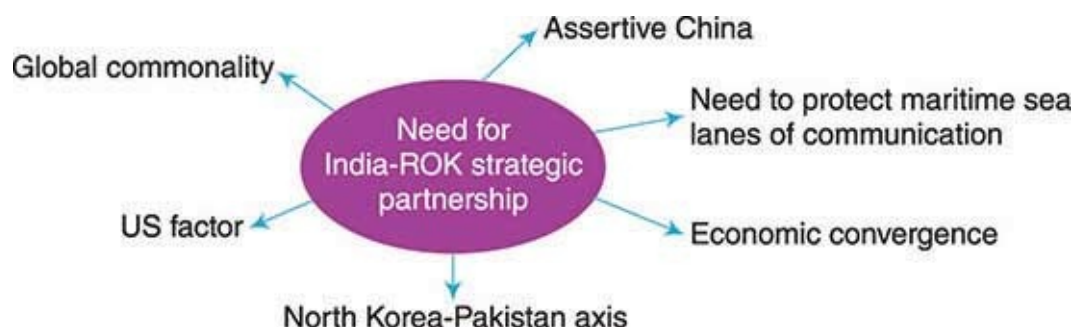 Assertive China
Global commonality
Need to protect maritime sea
lanes of communication
Need for
India-ROK strategic
partnership
US factor
Economic convergence
North Korea-Pakistan axis